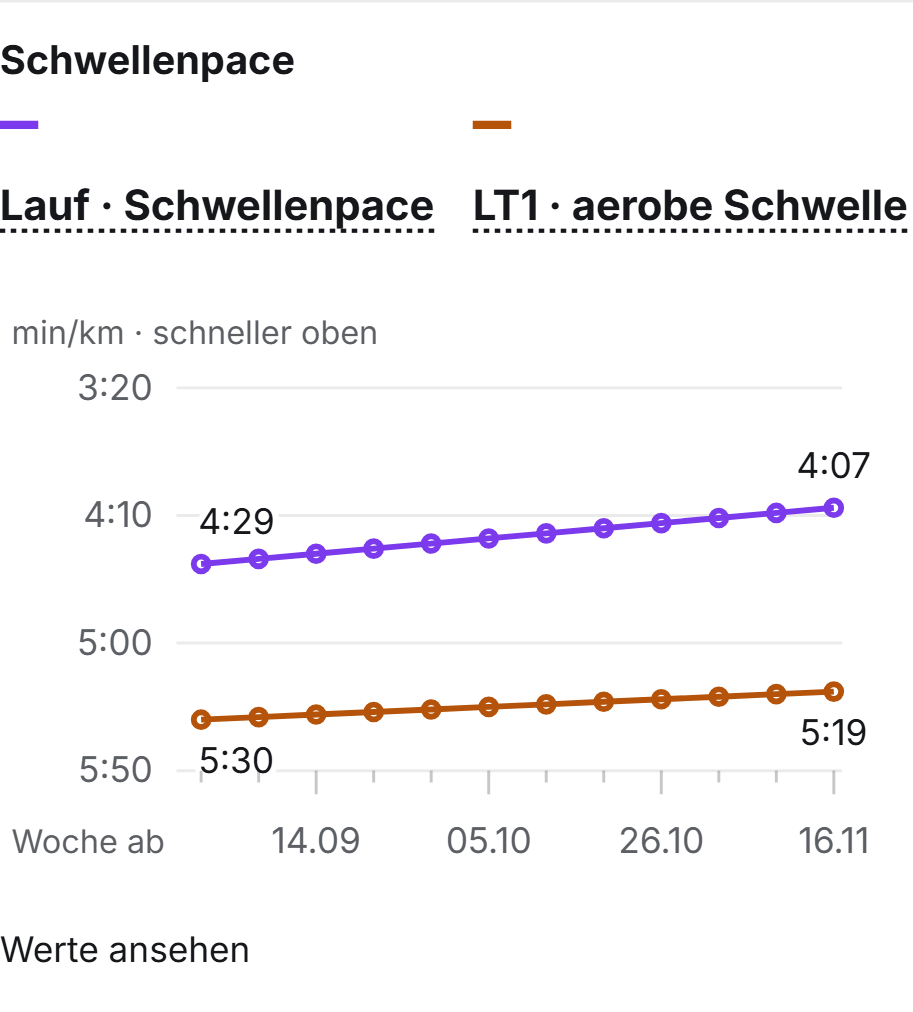 Schwellenpace
Lauf · Schwellenpace
LT1 · aerobe Schwelle
min/km · schneller oben
3:20
4:07
4:10
4:29
5:00
5:19
5:30
5:50
Woche ab
14.09
05.10
26.10
16.11
Werte ansehen